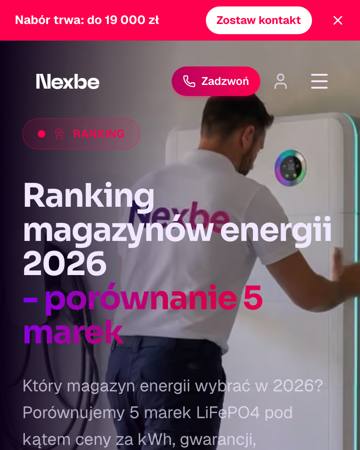 Nabór trwa: do 19 000 zł
Zostaw kontakt
Nexbe
Zadzwoń
RANKING
Nexbe
Ranking
magazynów energii
2026
– porównanie 5
marek
Który magazyn energii wybrać w 2026?
Porównujemy 5 marek LiFePO4 pod
kątem ceny za kWh, gwarancji,